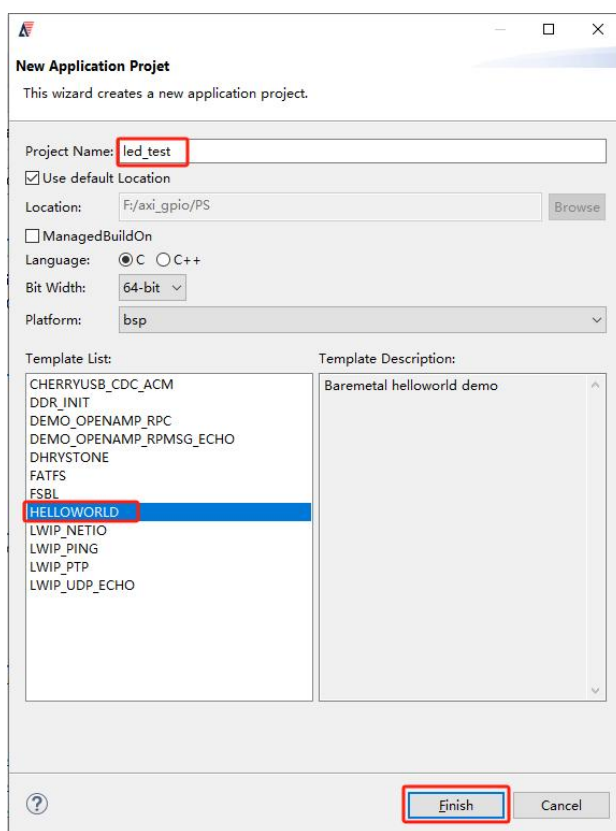 New Application Projet
This wizard creates a new application project.
Project Name: led_test
Use default Location
Location: F:/axi_gpio/PS Browse
ManagedBuildOn
Language: C C++
Bit Width: 64-bit
Platform: bsp
Template List: Template Description:
CHERRYUSB_CDC_ACM Baremetal helloworld demo
DDR_INIT
DEMO_OPENAMP_RPC
DEMO_OPENAMP_RPMSG_ECHO
DHRYSTONE
FATFS
FSBL
HELLOWORLD
LWIP_NETIO
LWIP_PING
LWIP_PTP
LWIP_UDP_ECHO
? Finish Cancel